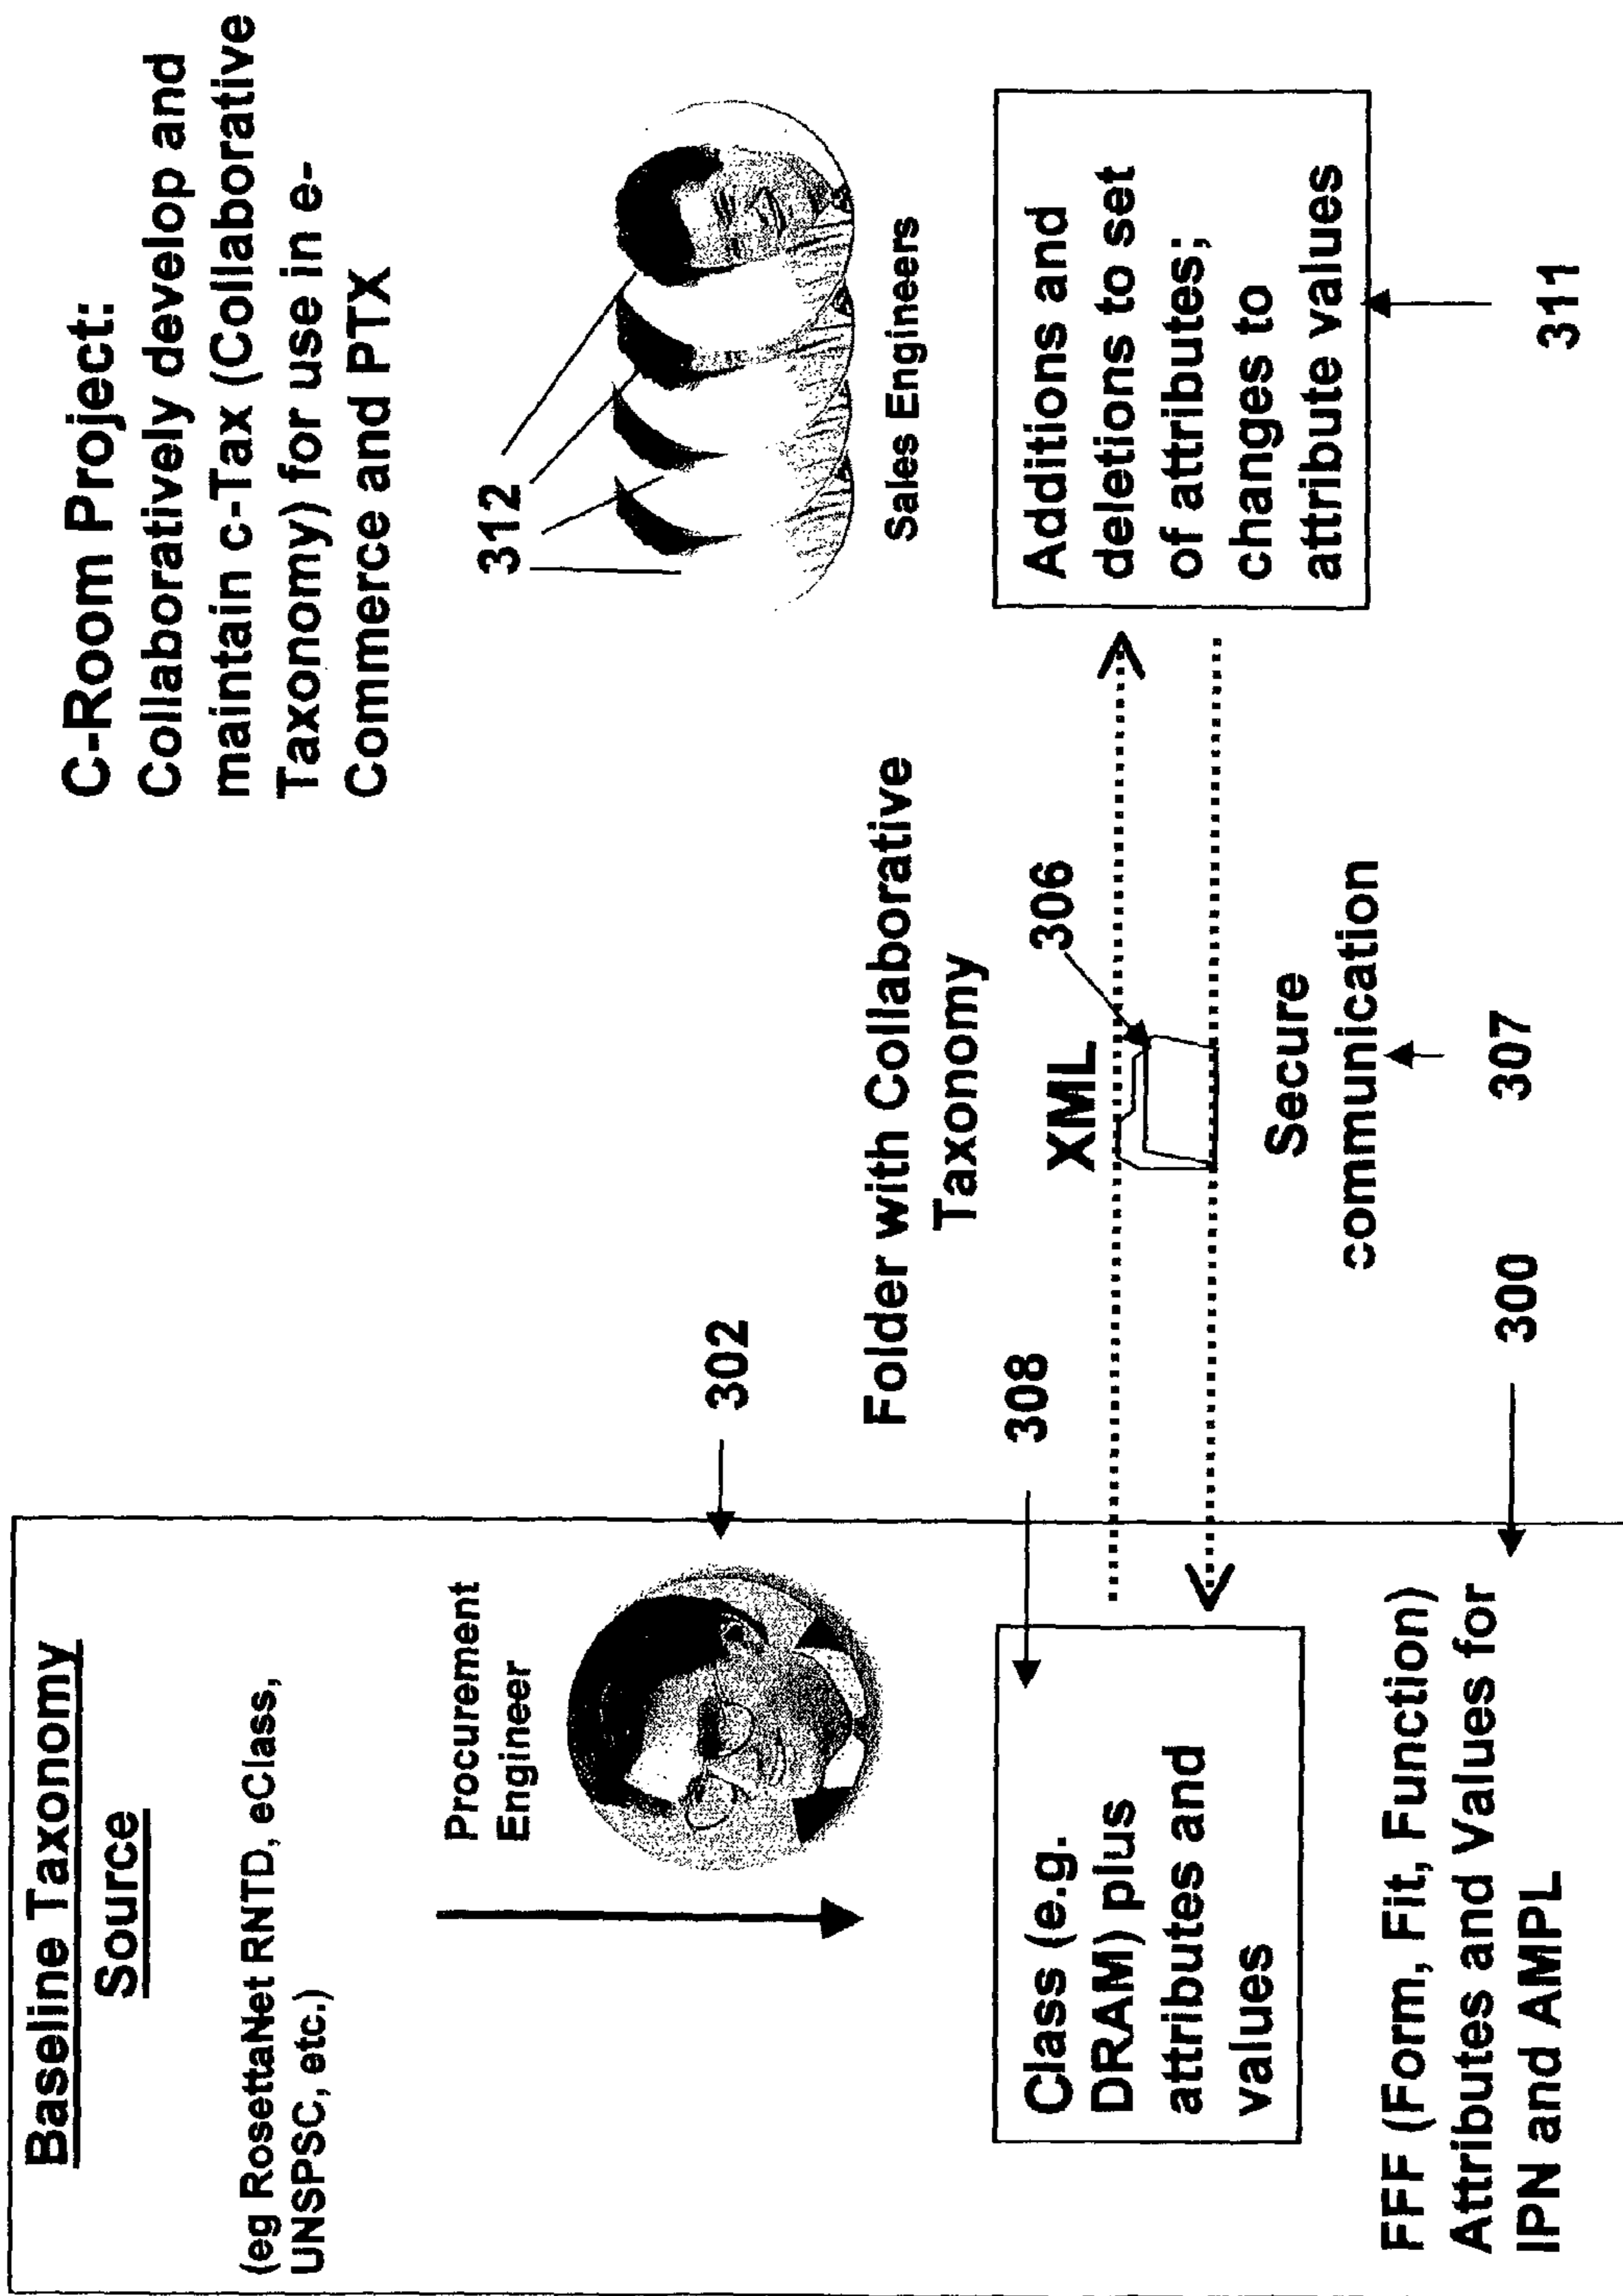 Baseline Taxonomy
Source
(eg RosettaNet RNTD, eClass,
UNSPSC, etc.)
Procurement
Engineer
302
Class (e.g.
DRAM) plus
attributes and
values
308
FFF (Form, Fit, Function)
Attributes and Values for
IPN and AMPL
300
Folder with Collaborative
Taxonomy
XML
306
Secure
communication
307
C-Room Project:
Collaboratively develop and
maintain c-Tax (Collaborative
Taxonomy) for use in e-
Commerce and PTX
312
Sales Engineers
Additions and
deletions to set
of attributes;
changes to
attribute values
311